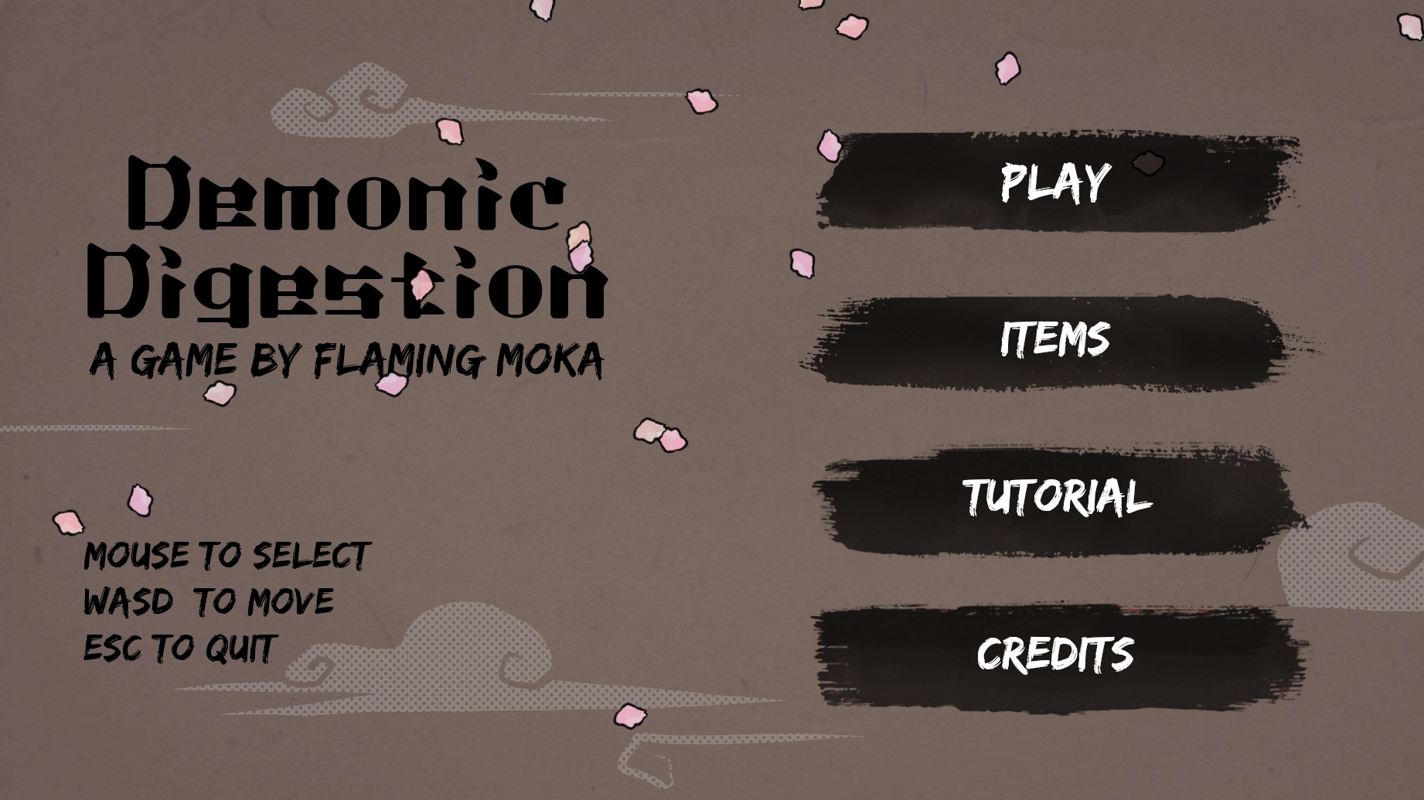 Demonic
Digestion
A GAME BY FLAMING MOKA
MOUSE TO SELECT
WASD  TO MOVE
ESC TO QUIT
PLAY
ITEMS
TUTORIAL
CREDITS